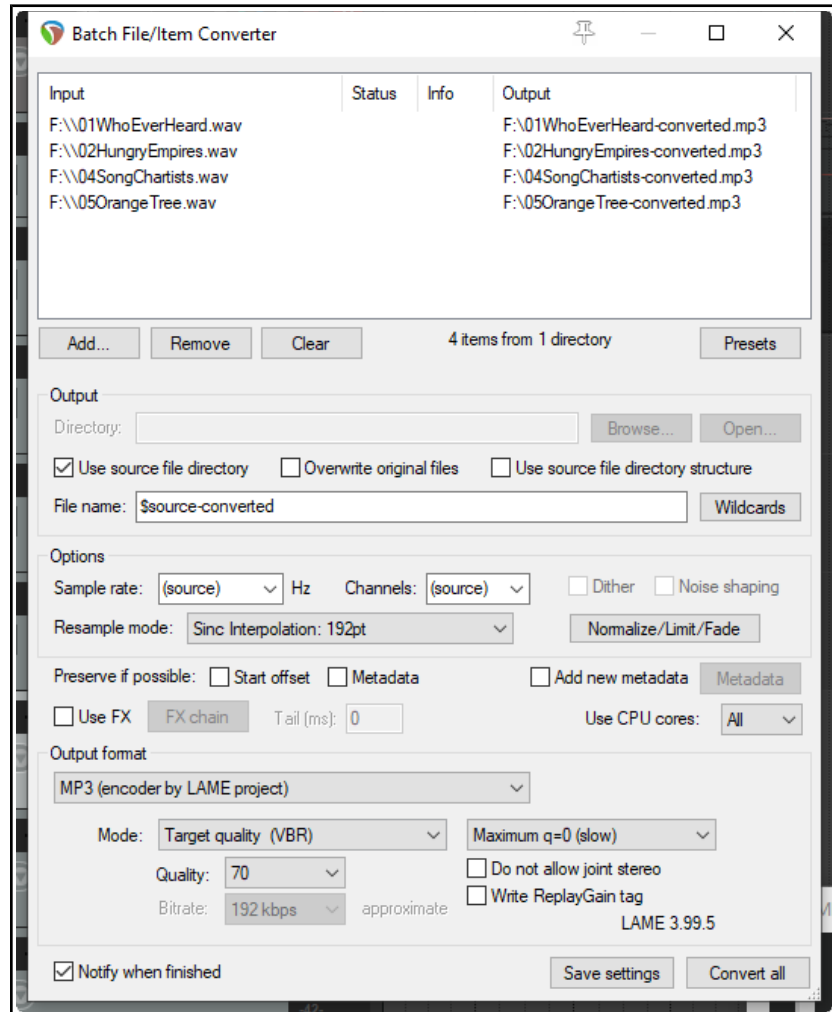 Batch File/Item Converter
Input Status Info Output
F:\\01WhoEverHeard.wav F:\01WhoEverHeard-converted.mp3
F:\\02HungryEmpires.wav F:\02HungryEmpires-converted.mp3
F:\\04SongChartists.wav F:\04SongChartists-converted.mp3
F:\\05OrangeTree.wav F:\05OrangeTree-converted.mp3
Add... Remove Clear 4 items from 1 directory Presets
Output
Directory: Browse... Open...
Use source file directory Overwrite original files Use source file directory structure
File name: $source-converted Wildcards
Options
Sample rate: (source) Hz Channels: (source) Dither Noise shaping
Resample mode: Sinc Interpolation: 192pt Normalize/Limit/Fade
Preserve if possible: Start offset Metadata Add new metadata Metadata
Use FX FX chain Tail (ms): 0 Use CPU cores: All
Output format
MP3 (encoder by LAME project)
Mode: Target quality (VBR) Maximum q=0 (slow)
Quality: 70 Do not allow joint stereo
Bitrate: 192 kbps approximate Write ReplayGain tag
LAME 3.99.5
Notify when finished Save settings Convert all